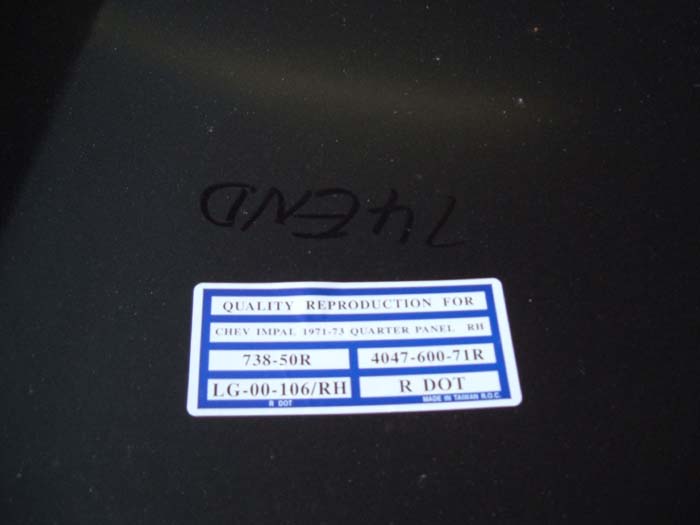 74END
QUALITY REPRODUCTION FOR
CHEV IMPAL 1971-73 QUARTER PANEL RH
738-50R 4047-600-71R
LG-00-106/RH R DOT
R DOT MADE IN TAIWAN R.O.C.